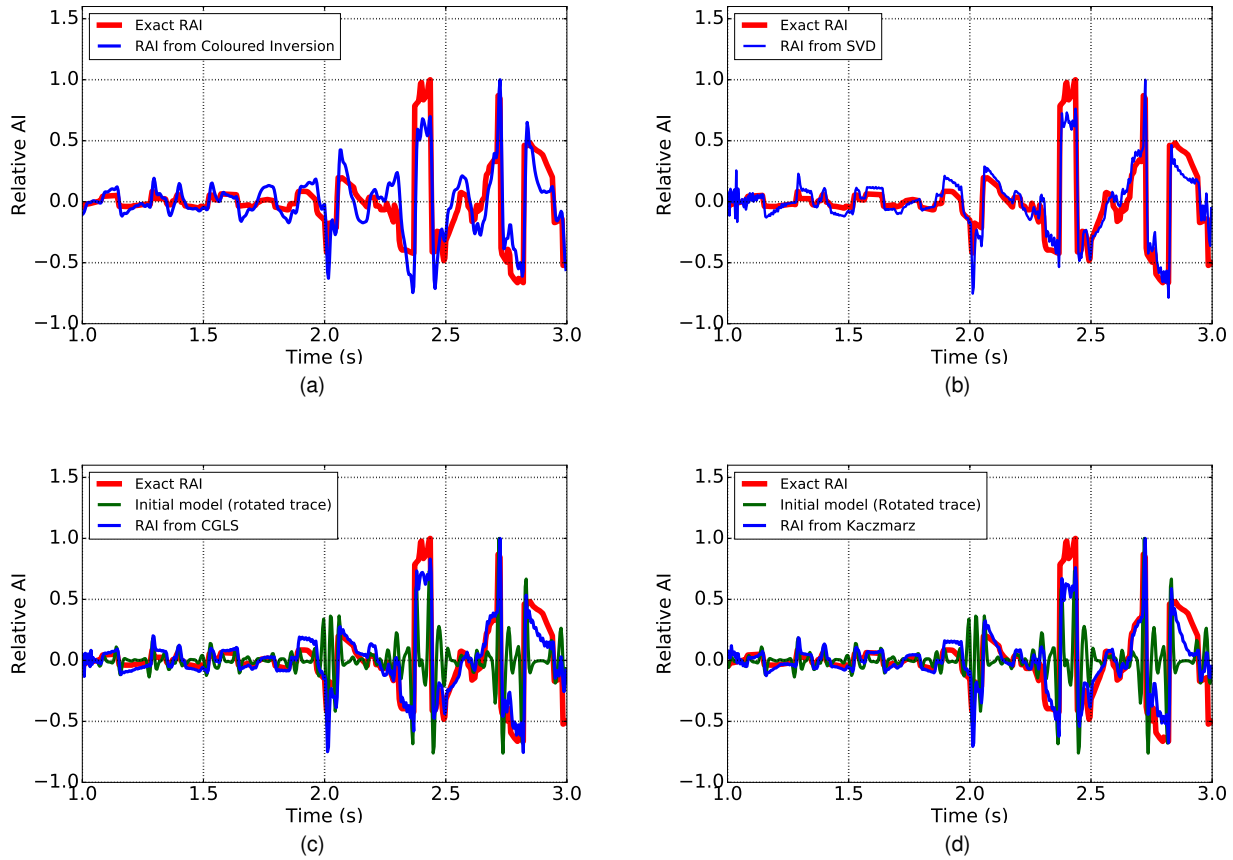 1.5
1.0
0.5
0.0
−0.5
−1.0
Relative AI
Exact RAI
RAI from Coloured Inversion
1.0 1.5 2.0 2.5 3.0
Time (s)
(a)
1.5
1.0
0.5
0.0
−0.5
−1.0
Relative AI
Exact RAI
RAI from SVD
1.0 1.5 2.0 2.5 3.0
Time (s)
(b)
1.5
1.0
0.5
0.0
−0.5
−1.0
Relative AI
Exact RAI
Initial model (rotated trace)
RAI from CGLS
1.0 1.5 2.0 2.5 3.0
Time (s)
(c)
1.5
1.0
0.5
0.0
−0.5
−1.0
Relative AI
Exact RAI
Initial model (Rotated trace)
RAI from Kaczmarz
1.0 1.5 2.0 2.5 3.0
Time (s)
(d)